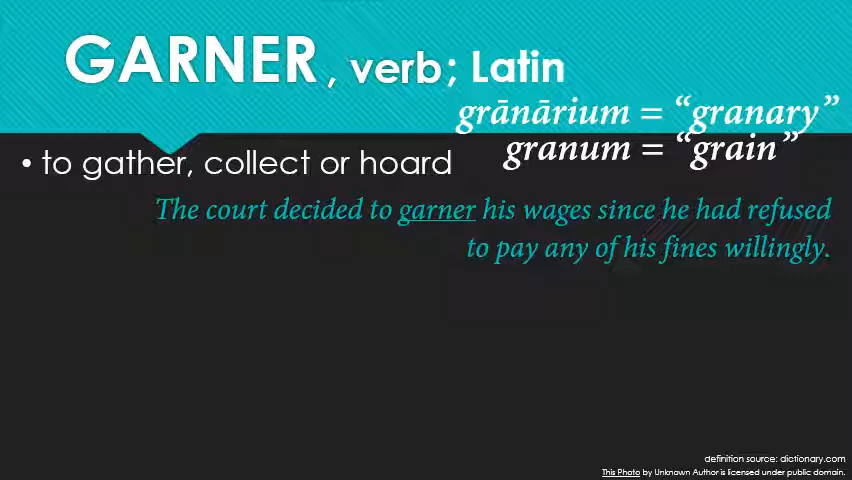 GARNER, verb; Latin
grānārium = “granary”
granum = “grain”
• to gather, collect or hoard
The court decided to garner his wages since he had refused
to pay any of his fines willingly.
definition source: dictionary.com
This Photo by Unknown Author is licensed under public domain.